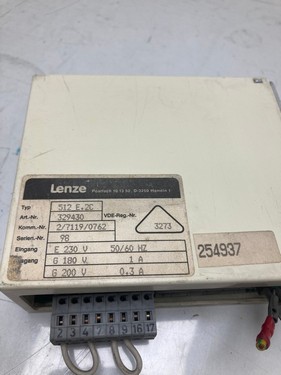 Lenze
Postfach 10 13 52, D-3250 Hameln 1
Typ 512 E.2C
Art.-Nr. 329430 VDE-Reg.-Nr.
Komm.-Nr. 2/7119/0762 3273
Serien.-Nr. 98
Eingang E 230 V 50/60 HZ
gang G 180 V 1 A
G 200 V 0,3 A
254937
2 3 4 7 8 9 16 17